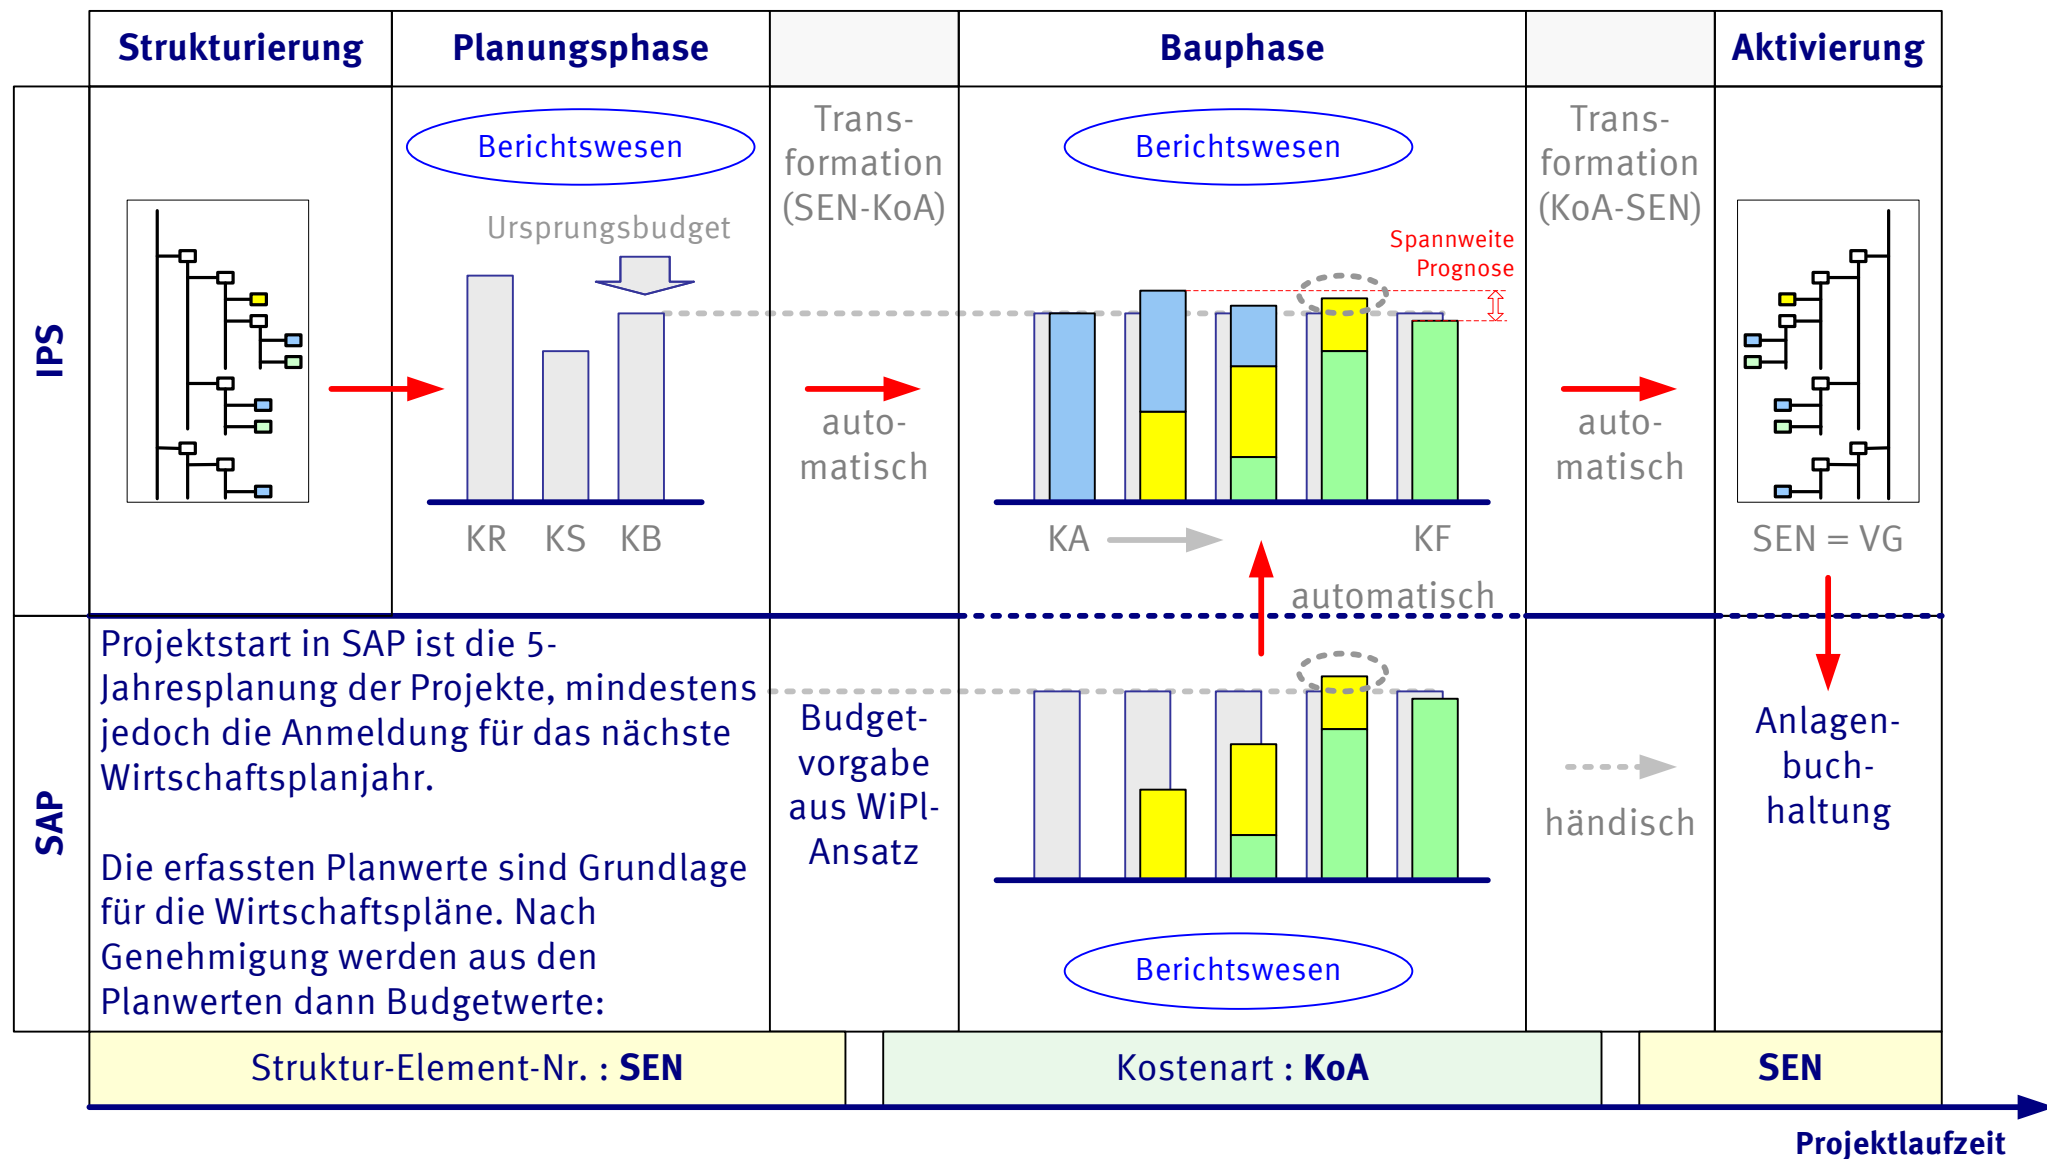 Strukturierung
Planungsphase
Bauphase
Aktivierung
IPS
Berichtswesen
Ursprungsbudget
KR
KS
KB
Trans-
formation
(SEN-KoA)
auto-
matisch
Berichtswesen
Spannweite
Prognose
KA
KF
automatisch
Trans-
formation
(KoA-SEN)
auto-
matisch
SEN = VG
SAP
Projektstart in SAP ist die 5-
Jahresplanung der Projekte, mindestens
jedoch die Anmeldung für das nächste
Wirtschaftsplanjahr.
Die erfassten Planwerte sind Grundlage
für die Wirtschaftspläne. Nach
Genehmigung werden aus den
Planwerten dann Budgetwerte:
Budget-
vorgabe
aus WiPl-
Ansatz
Berichtswesen
händisch
Anlagen-
buch-
haltung
Struktur-Element-Nr. : SEN
Kostenart : KoA
SEN
Projektlaufzeit